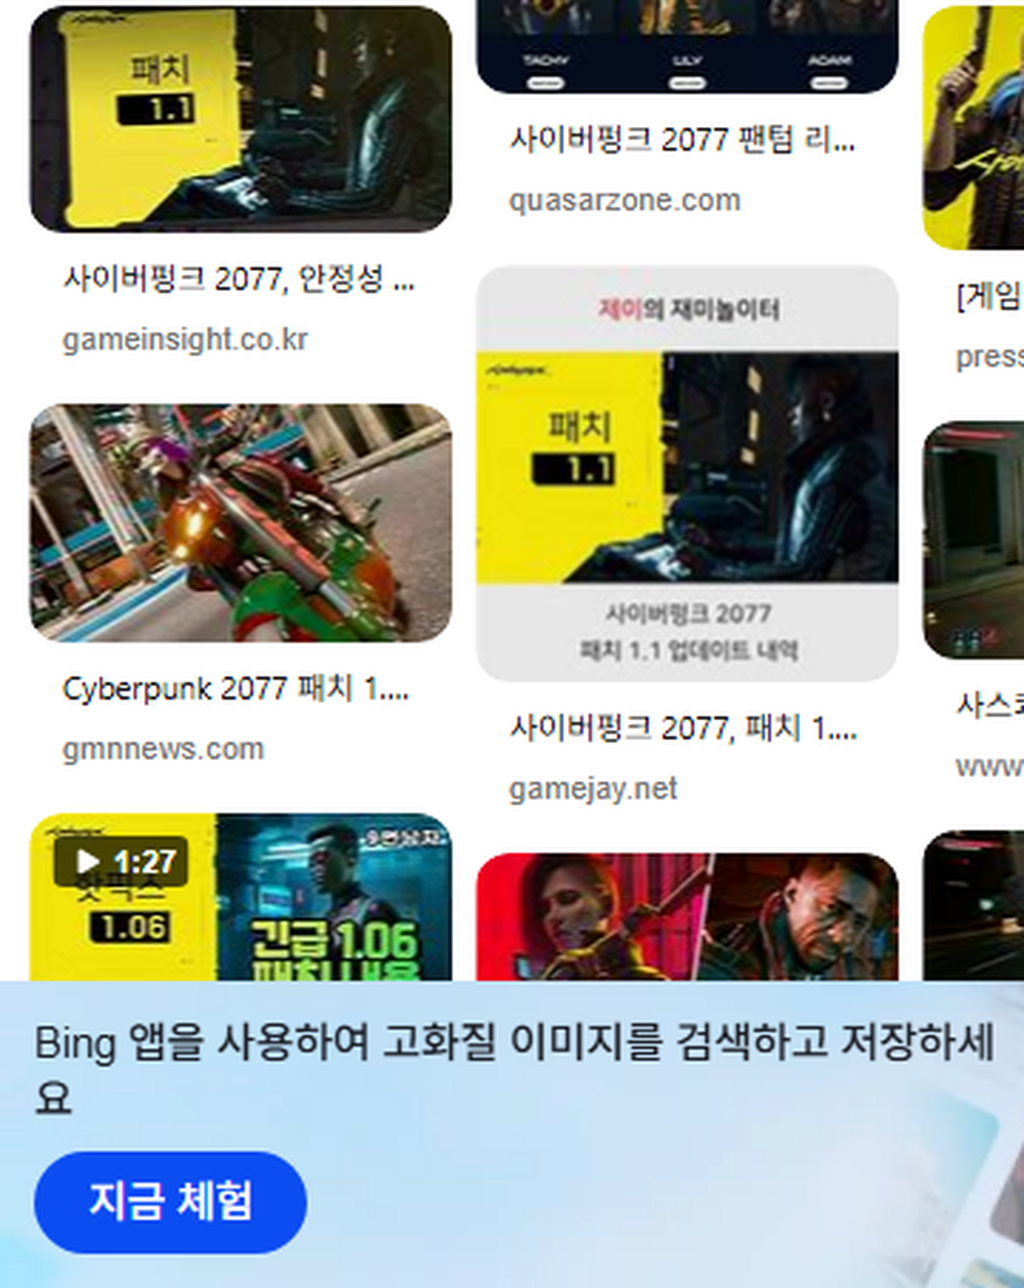 패치
1.1
사이버펑크 2077, 안정성 ...
gameinsight.co.kr
Cyberpunk 2077 패치 1....
gmnnews.com
1:27
핫픽스
1.06
긴급 1.06
패치 내용
TACHY
LILY
ADAM
사이버펑크 2077 팬텀 리...
quasarzone.com
제이의 재미놀이터
패치
1.1
사이버펑크 2077
패치 1.1 업데이트 내역
사이버펑크 2077, 패치 1....
gamejay.net
[게임
press
사스
www
Bing 앱을 사용하여 고화질 이미지를 검색하고 저장하세
요
지금 체험